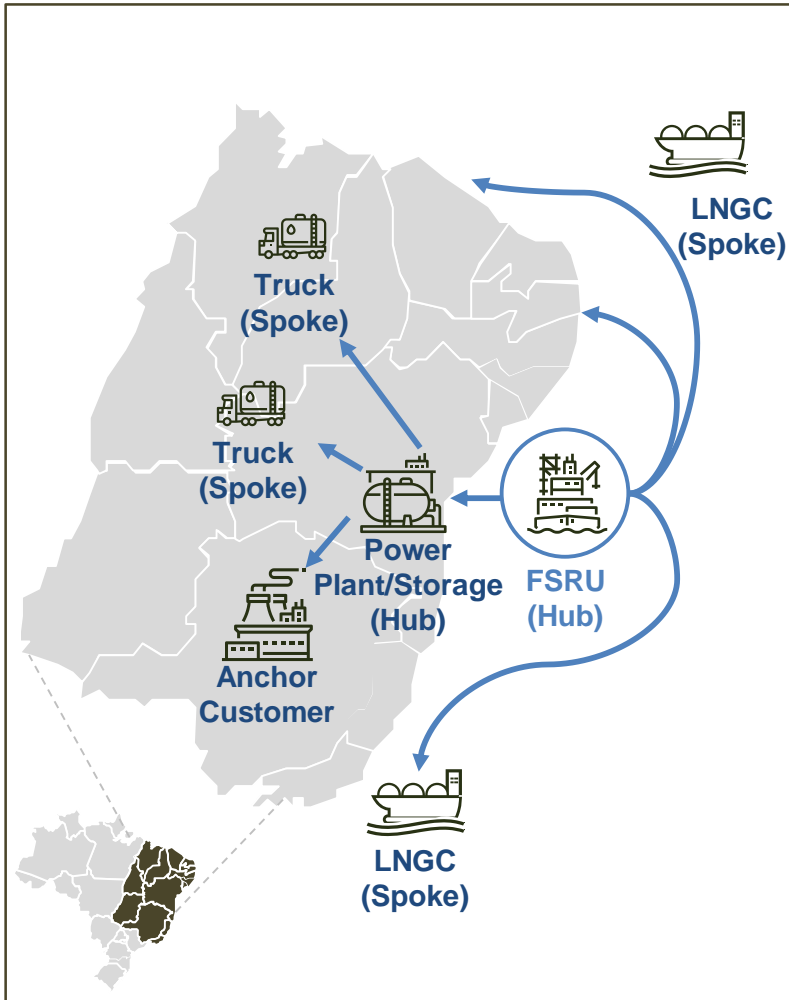 LNGC
(Spoke)
Truck
(Spoke)
Truck
(Spoke)
Power
Plant/Storage
(Hub)
FSRU
(Hub)
Anchor
Customer
LNGC
(Spoke)